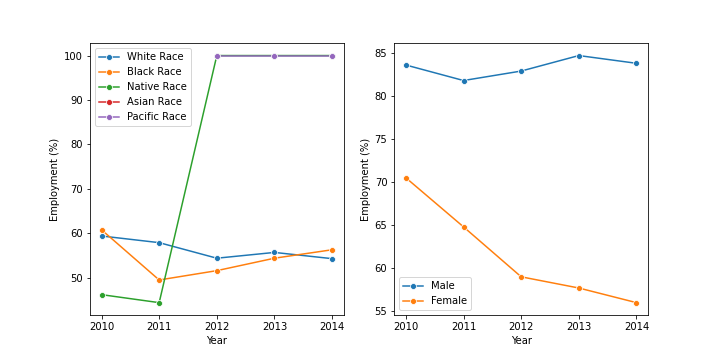 White Race
Black Race
Native Race
Asian Race
Pacific Race
100
90
80
70
60
50
Employment (%)
2010 2011 2012 2013 2014
Year
85
80
75
70
65
60
55
Employment (%)
Male
Female
2010 2011 2012 2013 2014
Year